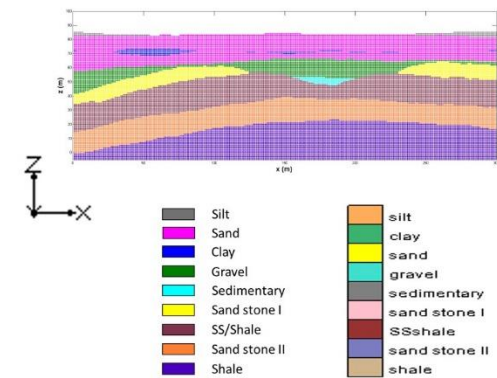 z (m)
x (m)
Z
X
Silt
Sand
Clay
Gravel
Sedimentary
Sand stone I
SS/Shale
Sand stone II
Shale
silt
clay
sand
gravel
sedimentary
sand stone I
SSshale
sand stone II
shale